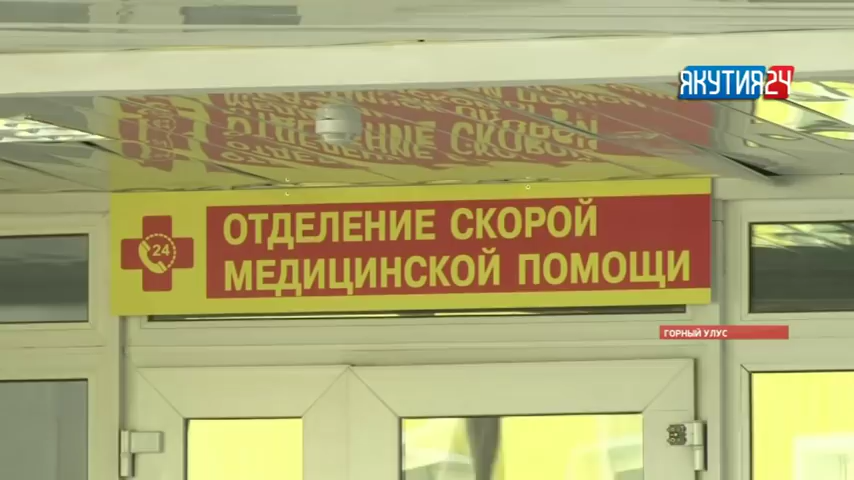 ЯКУТИЯ24
24
ОТДЕЛЕНИЕ СКОРОЙ
МЕДИЦИНСКОЙ ПОМОЩИ
ГОРНЫЙ УЛУС